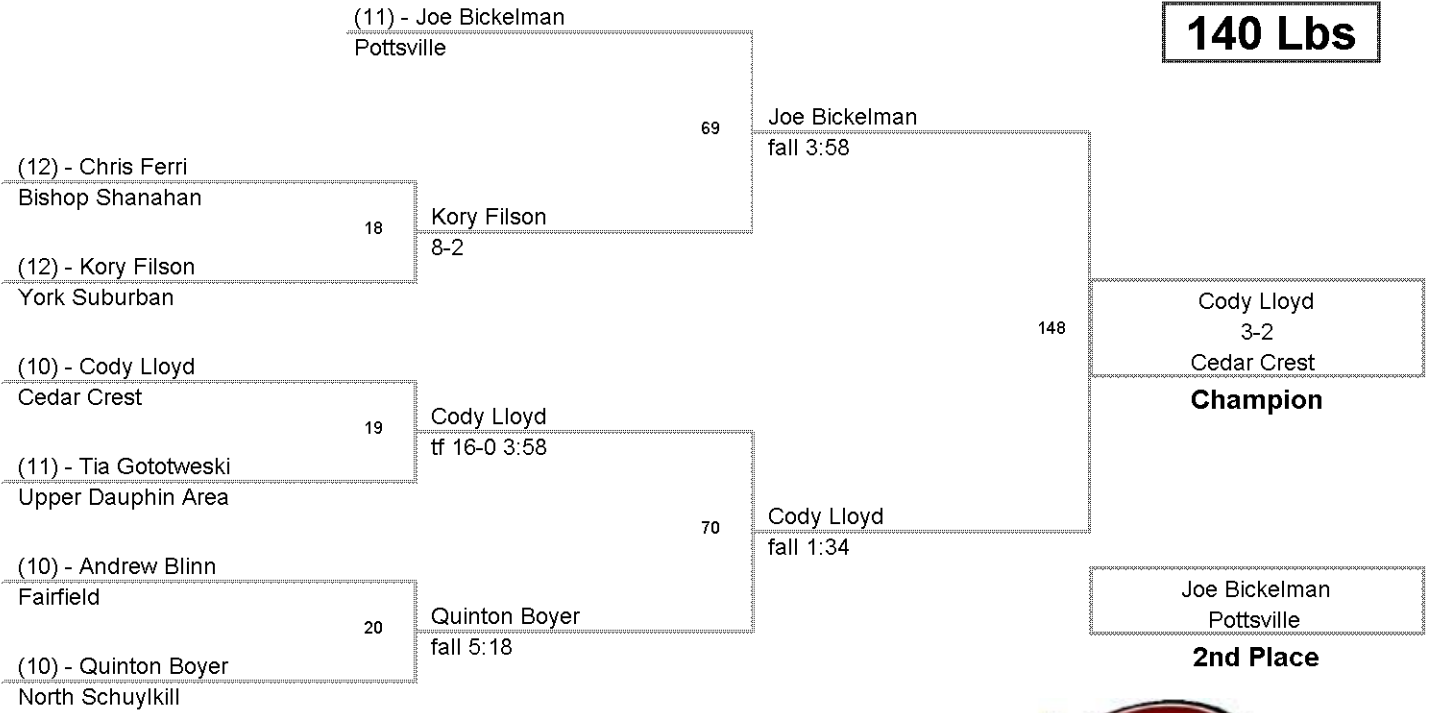 (11) - Joe Bickelman
Pottsville
140 Lbs
69
Joe Bickelman
fall 3:58
(12) - Chris Ferri
Bishop Shanahan
18
Kory Filson
8-2
(12) - Kory Filson
York Suburban
148
Cody Lloyd
3-2
Cedar Crest
Champion
(10) - Cody Lloyd
Cedar Crest
19
Cody Lloyd
tf 16-0 3:58
(11) - Tia Gototweski
Upper Dauphin Area
70
Cody Lloyd
fall 1:34
(10) - Andrew Blinn
Fairfield
20
Quinton Boyer
fall 5:18
(10) - Quinton Boyer
North Schuylkill
Joe Bickelman
Pottsville
2nd Place